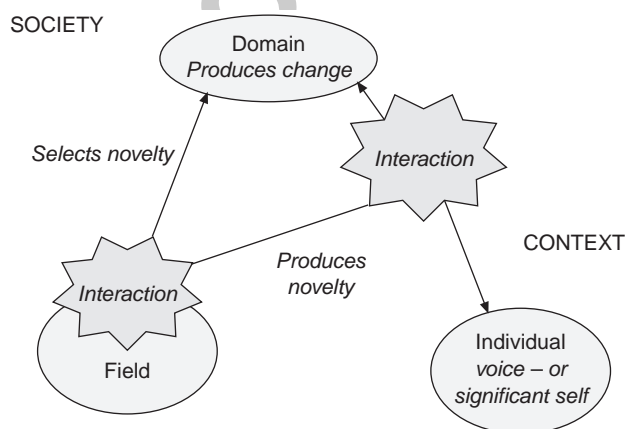 SOCIETY
Domain
Produces change
Selects novelty
Interaction
CONTEXT
Produces
novelty
Interaction
Field
Individual
voice – or
significant self